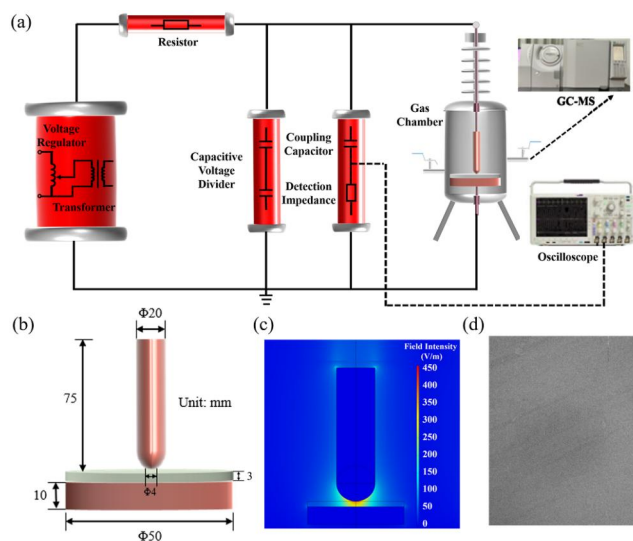 (a)
Resistor
Voltage
Regulator
Transformer
Capacitive
Voltage
Divider
Coupling
Capacitor
Detection
Impedance
Gas
Chamber
GC-MS
Oscilloscope
(b)
Φ20
75
Unit: mm
3
Φ4
10
Φ50
(c)
Field Intensity
(V/m)
450
400
350
300
250
200
150
100
50
0
(d)